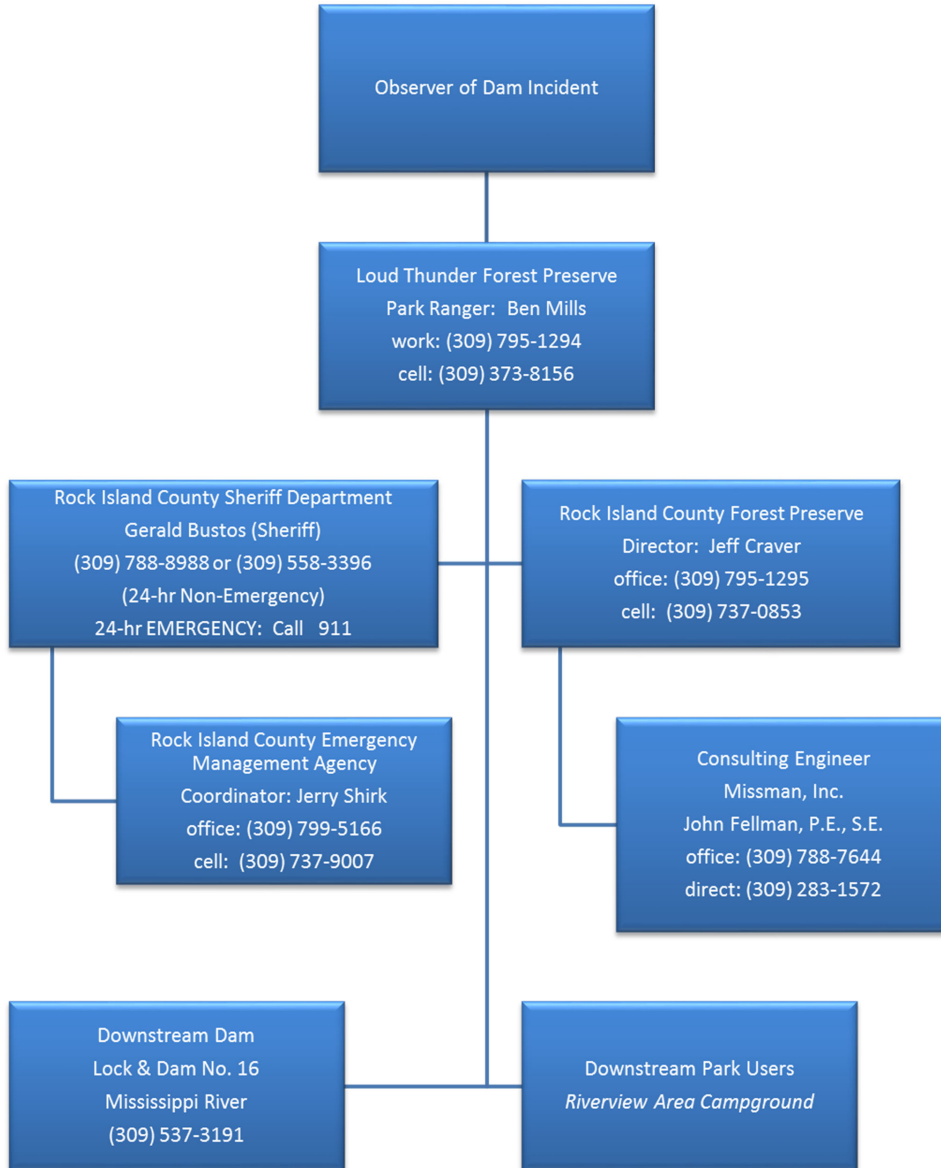 Observer of Dam Incident
Loud Thunder Forest Preserve
Park Ranger: Ben Mills
work: (309) 795-1294
cell: (309) 373-8156
Rock Island County Sheriff Department
Gerald Bustos (Sheriff)
(309) 788-8988 or (309) 558-3396
(24-hr Non-Emergency)
24-hr EMERGENCY: Call 911
Rock Island County Forest Preserve
Director: Jeff Craver
office: (309) 795-1295
cell: (309) 737-0853
Rock Island County Emergency
Management Agency
Coordinator: Jerry Shirk
office: (309) 799-5166
cell: (309) 737-9007
Consulting Engineer
Missman, Inc.
John Fellman, P.E., S.E.
office: (309) 788-7644
direct: (309) 283-1572
Downstream Dam
Lock & Dam No. 16
Mississippi River
(309) 537-3191
Downstream Park Users
Riverview Area Campground